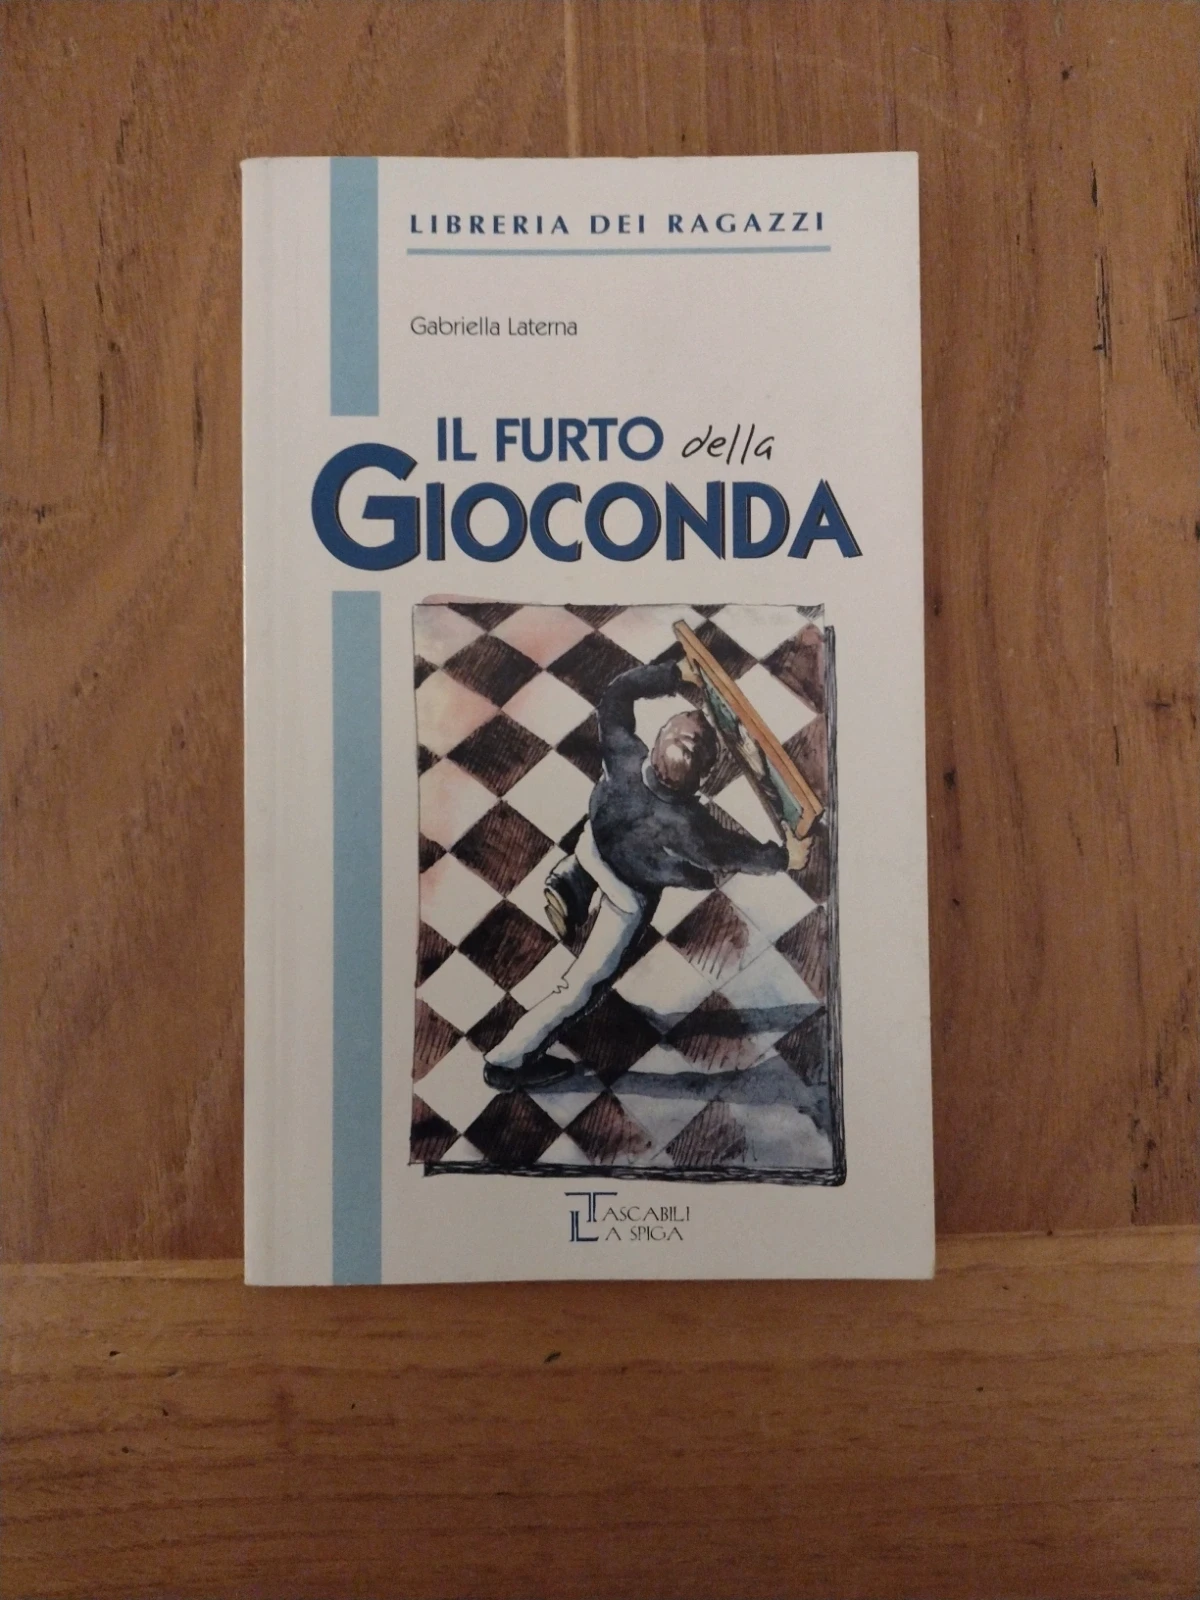 LIBRERIA DEI RAGAZZI
Gabriella Laterna
IL FURTO della
GIOCONDA
TASCABILI
LA SPIGA